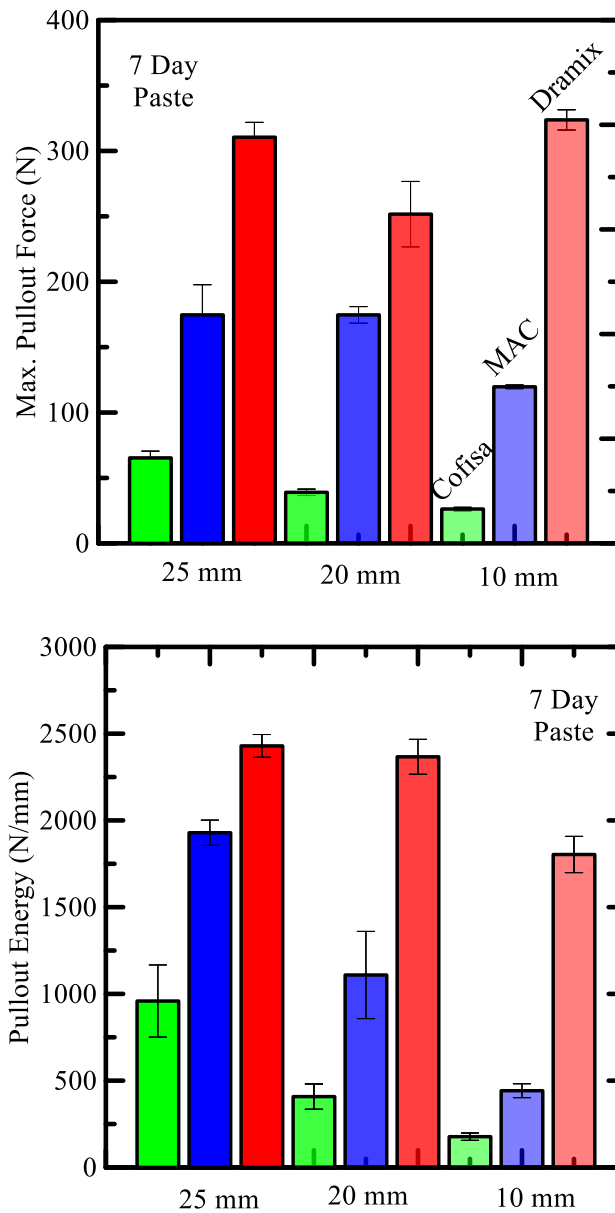 400
300
200
100
0
Max. Pullout Force (N)
7 Day
Paste
Cofisa
MAC
Dramix
25 mm
20 mm
10 mm
3000
2500
2000
1500
1000
500
0
Pullout Energy (N/mm)
7 Day
Paste
25 mm
20 mm
10 mm